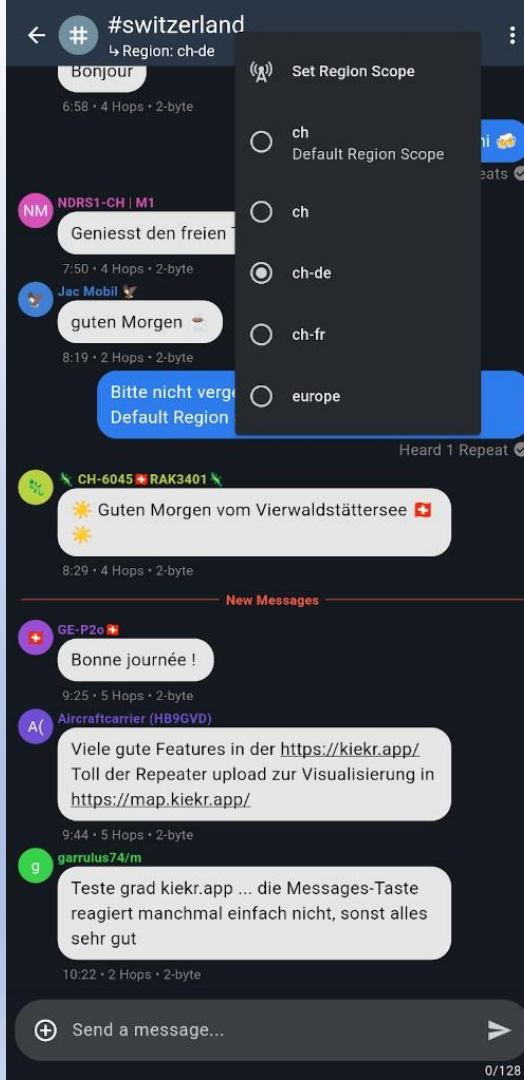 #switzerland
↳ Region: ch-de
Set Region Scope
ch
Default Region Scope
ch
ch-de
ch-fr
europe
Bonjour
6:58 • 4 Hops • 2-byte
NM
NDRS1-CH | M1
Geniesst den freien
7:50 • 4 Hops • 2-byte
Jac Mobil 🦅
guten Morgen ☕
8:19 • 2 Hops • 2-byte
Bitte nicht
Default Region
Heard 1 Repeat
🦎 CH-6045🇨🇭RAK3401🦎
☀️ Guten Morgen vom Vierwaldstättersee 🇨🇭
☀️
8:29 • 4 Hops • 2-byte
New Messages
GE-P2o🇨🇭
Bonne journée !
9:25 • 5 Hops • 2-byte
A(
Aircraftcarrier (HB9GVD)
Viele gute Features in der https://kiekr.app/
Toll der Repeater upload zur Visualisierung in
https://map.kiekr.app/
9:44 • 5 Hops • 2-byte
g
garrulus74/m
Teste grad kiekr.app ... die Messages-Taste
reagiert manchmal einfach nicht, sonst alles
sehr gut
10:22 • 2 Hops • 2-byte
Send a message...
0/128